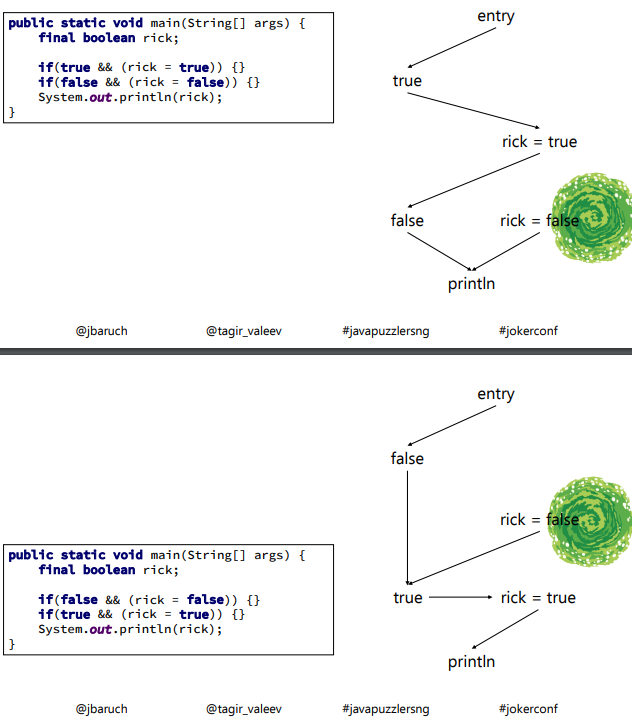 public static void main(String[] args) {
    final boolean rick;
    if(true && (rick = true)) {}
    if(false && (rick = false)) {}
    System.out.println(rick);
}
entry
true
rick = true
false
rick = false
println
@jbaruch
@tagir_valeev
#javapuzzlersng
#jokerconf
entry
false
rick = false
public static void main(String[] args) {
    final boolean rick;
    if(false && (rick = false)) {}
    if(true && (rick = true)) {}
    System.out.println(rick);
}
true
rick = true
println
@jbaruch
@tagir_valeev
#javapuzzlersng
#jokerconf